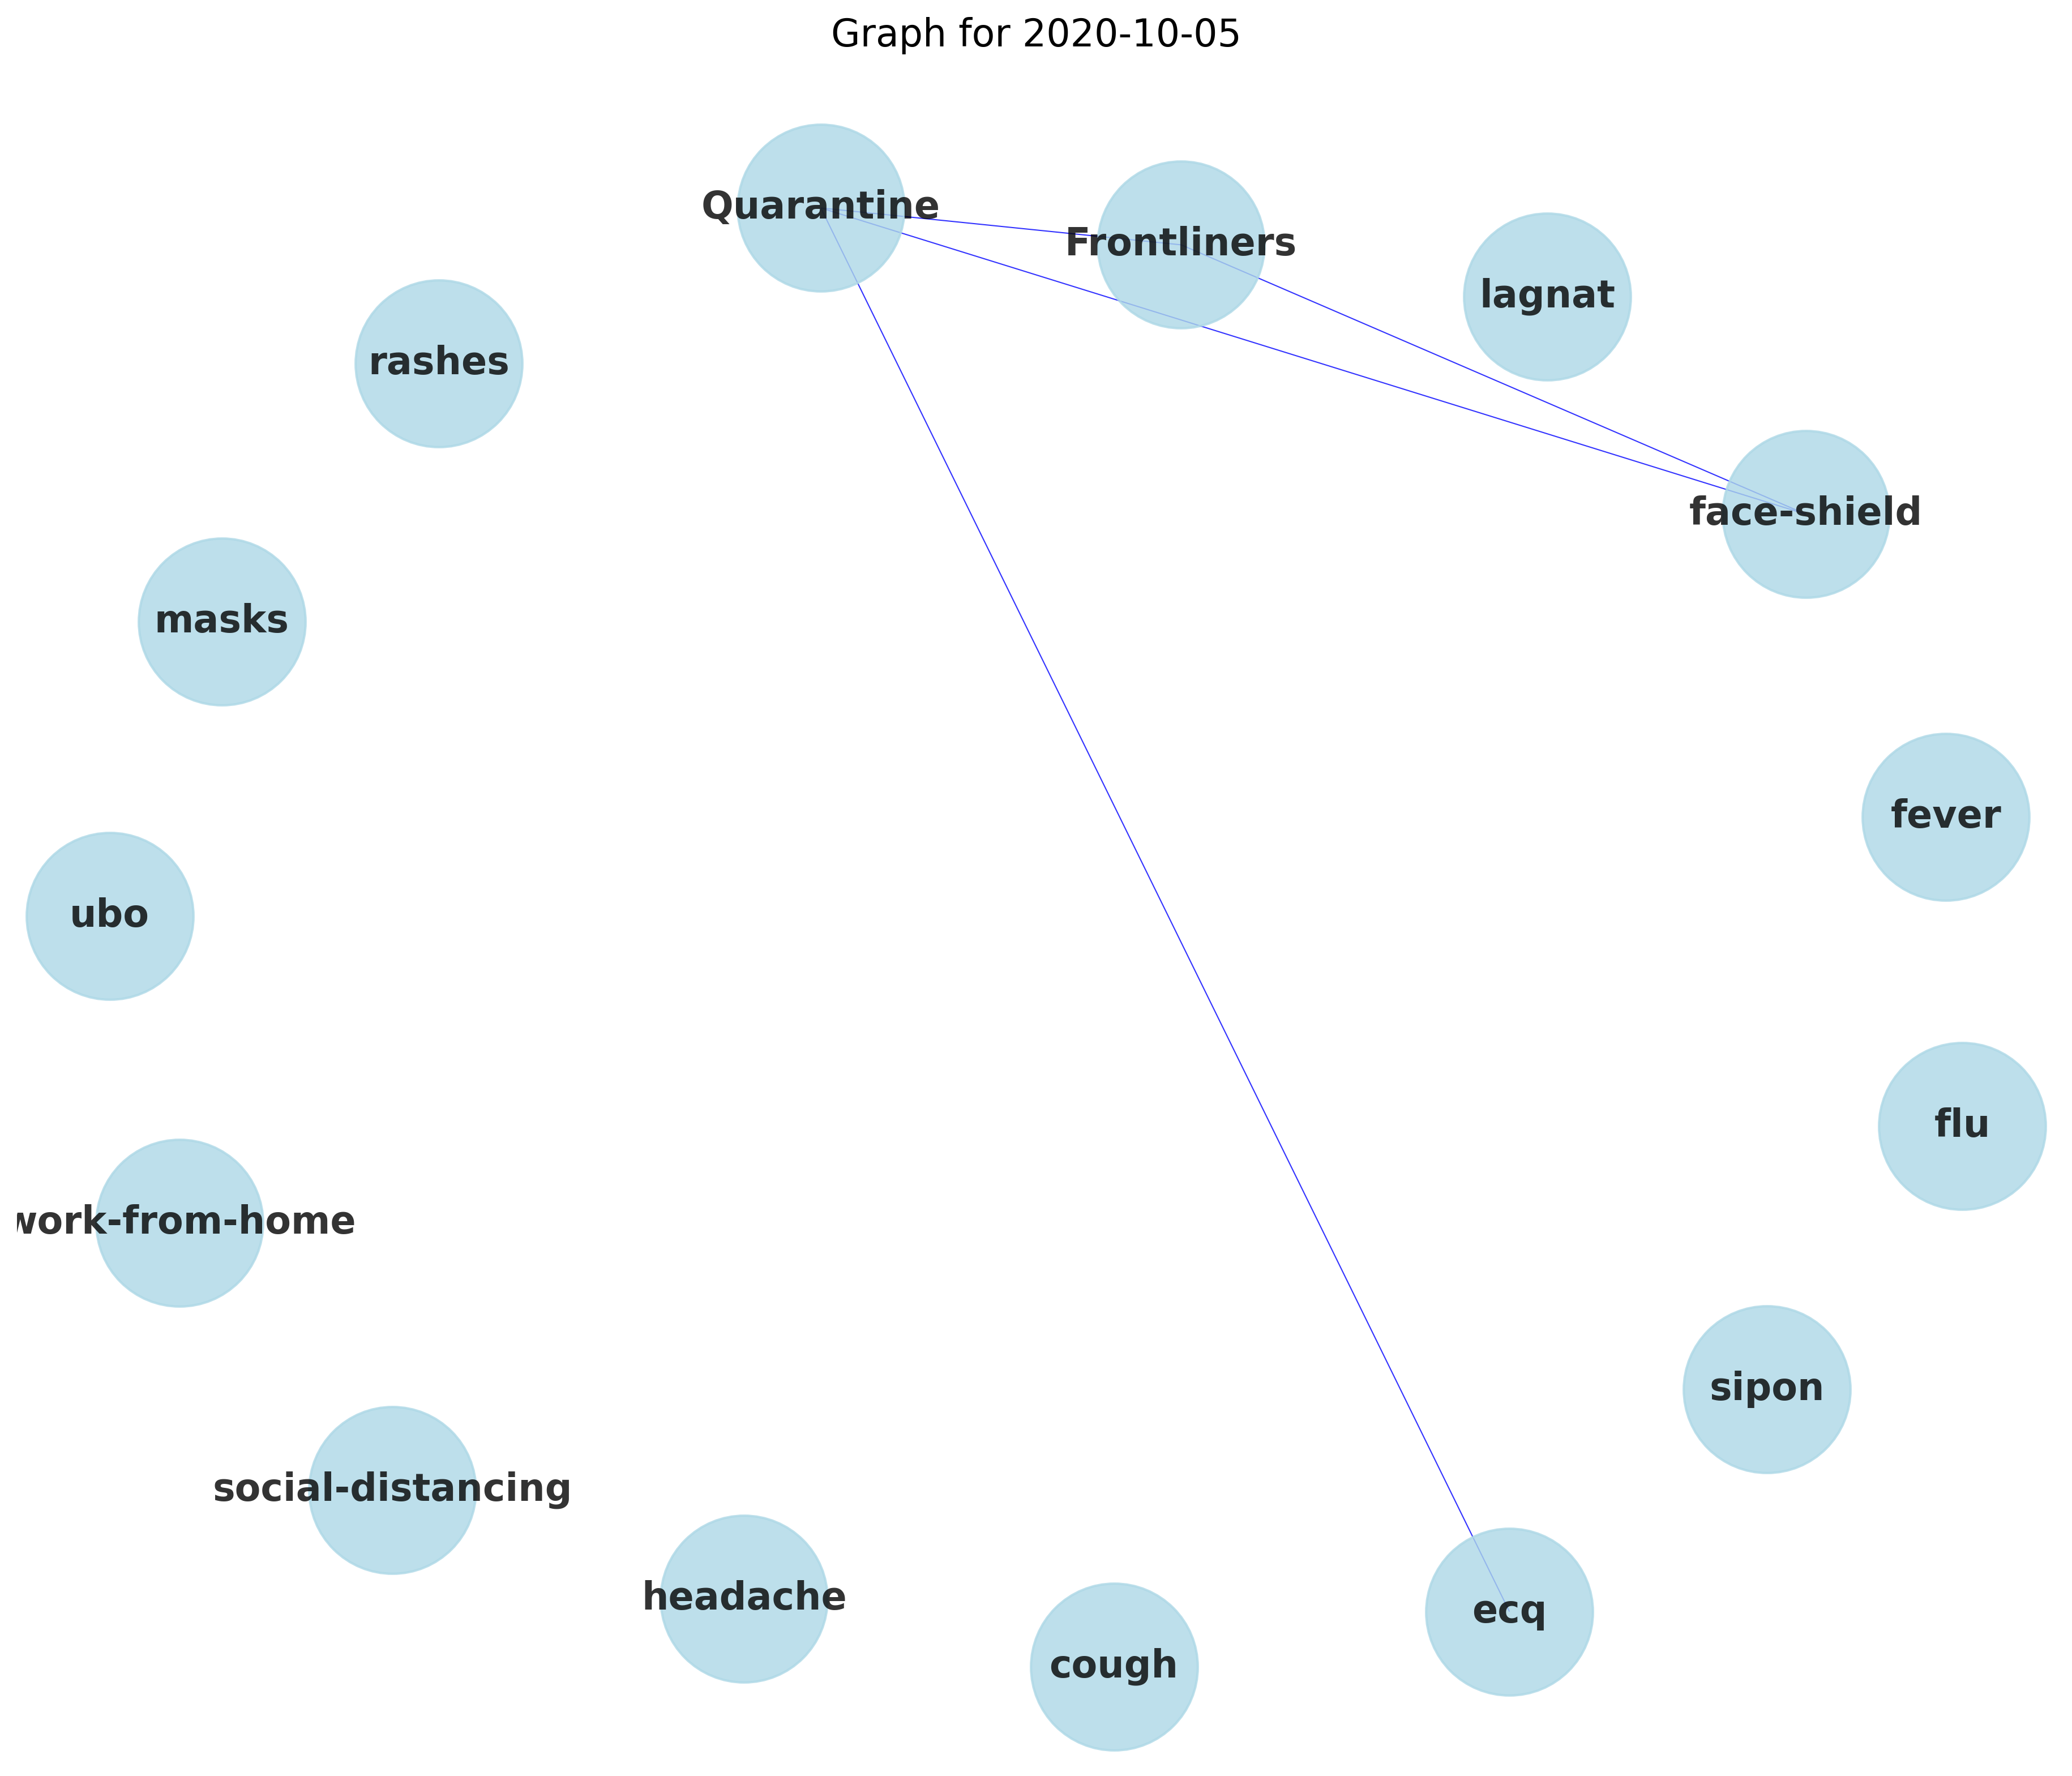 Graph for 2020-10-05
Quarantine
Frontliners
lagnat
rashes
face-shield
masks
fever
ubo
flu
work-from-home
sipon
social-distancing
headache
ecq
cough